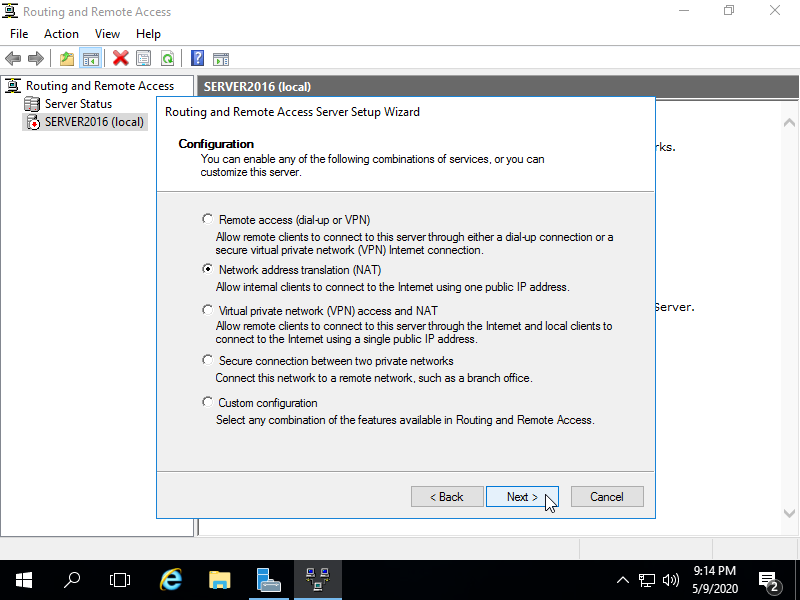 Routing and Remote Access
File Action View Help
Routing and Remote Access
Server Status
SERVER2016 (local)
SERVER2016 (local)
Routing and Remote Access Server Setup Wizard
Configuration
You can enable any of the following combinations of services, or you can
customize this server.
Remote access (dial-up or VPN)
Allow remote clients to connect to this server through either a dial-up connection or a
secure virtual private network (VPN) Internet connection.
Network address translation (NAT)
Allow internal clients to connect to the Internet using one public IP address.
Virtual private network (VPN) access and NAT
Allow remote clients to connect to this server through the Internet and local clients to
connect to the Internet using a single public IP address.
Secure connection between two private networks
Connect this network to a remote network, such as a branch office.
Custom configuration
Select any combination of the features available in Routing and Remote Access.
< Back Next > Cancel
rks.
Server.
9:14 PM
5/9/2020
2